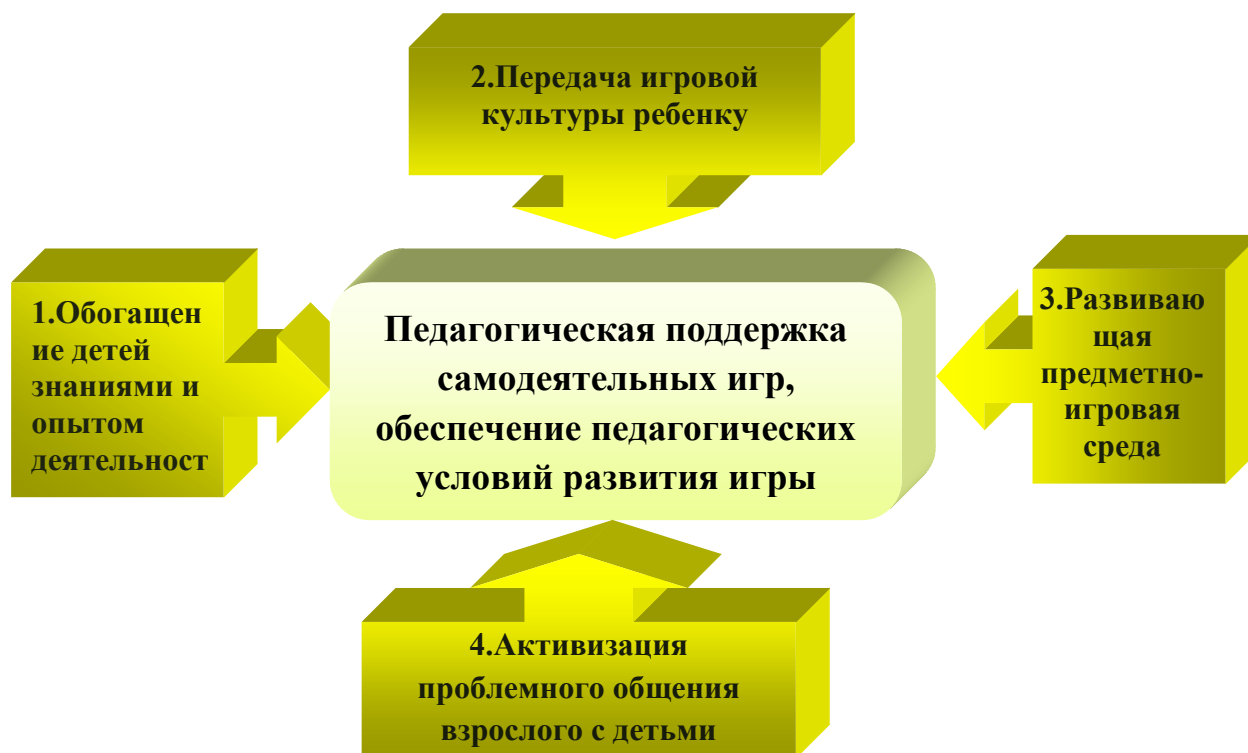 2.Передача игровой
культуры ребенку
1.Обогащен
ие детей
знаниями и
опытом
деятельност
Педагогическая поддержка
самодеятельных игр,
обеспечение педагогических
условий развития игры
3.Развиваю
щая
предметно-
игровая
среда
4.Активизация
проблемного общения
взрослого с детьми